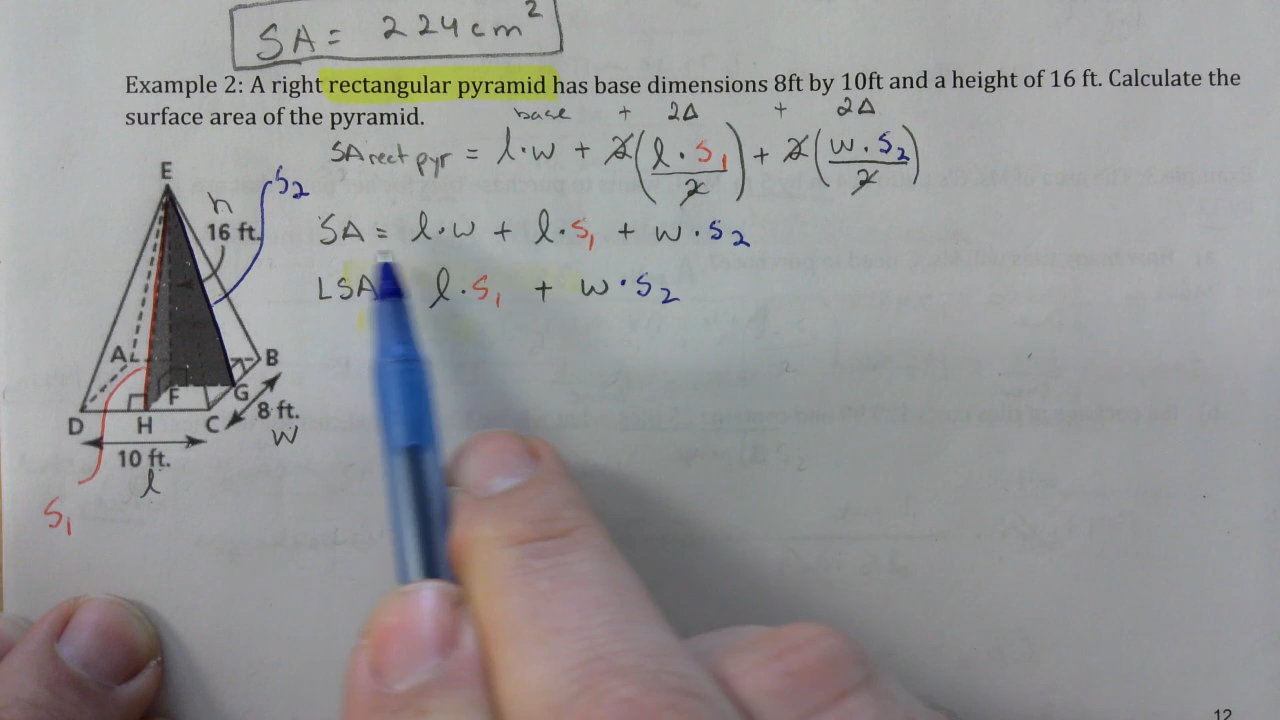 SA = 224cm²
Example 2: A right rectangular pyramid has base dimensions 8ft by 10ft and a height of 16 ft. Calculate the
surface area of the pyramid.
base + 2Δ + 2Δ
SA rect pyr = l·w + 2(l·S₁/2) + 2(w·S₂/2)
E
S₂
h
16 ft.
SA = l·w + l·S₁ + w·S₂
LSA l·S₁ + w·S₂
A
B
F
G
D
H
C
8 ft.
w
10 ft.
l
S₁
12